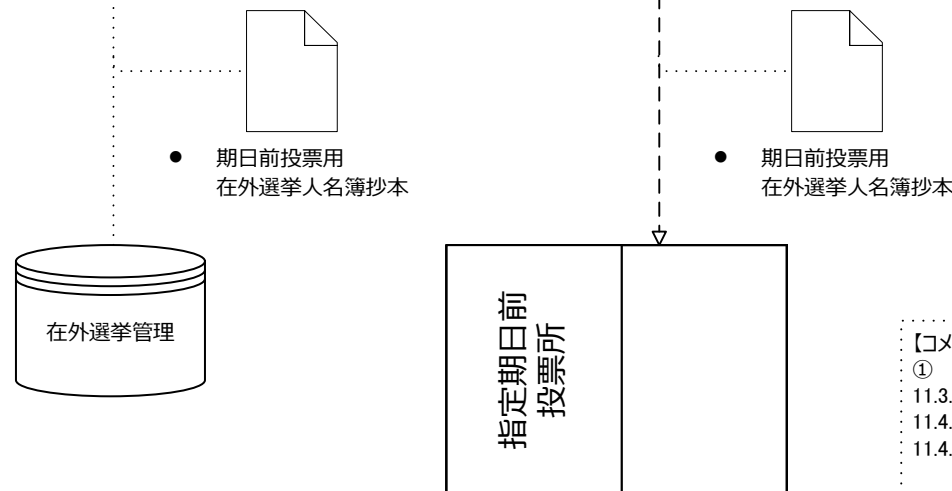 ● 期日前投票用
在外選挙人名簿抄本
● 期日前投票用
在外選挙人名簿抄本
在外選挙管理
指定期日前
投票所
【コメ
①
11.3.
11.4.
11.4.